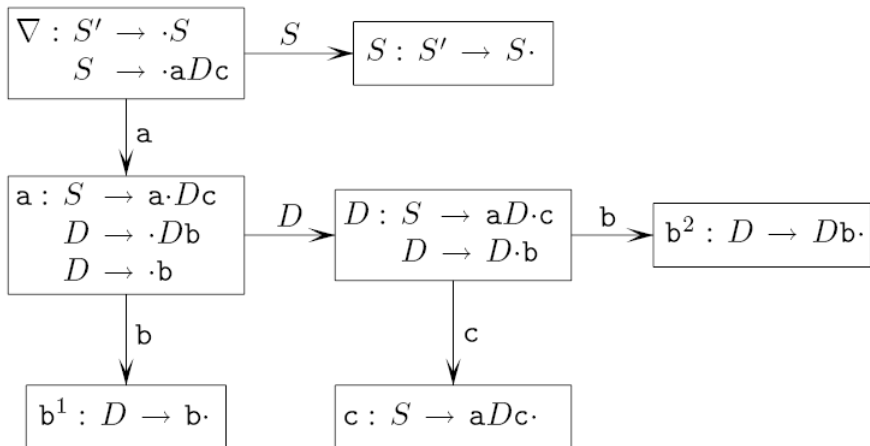 ∇ : S′ → ·S
S → ·aDc
S
S : S′ → S·
a
a : S → a·Dc
D → ·Db
D → ·b
D
D : S → aD·c
D → D·b
b
b² : D → Db·
b
c
b¹ : D → b·
c : S → aDc·